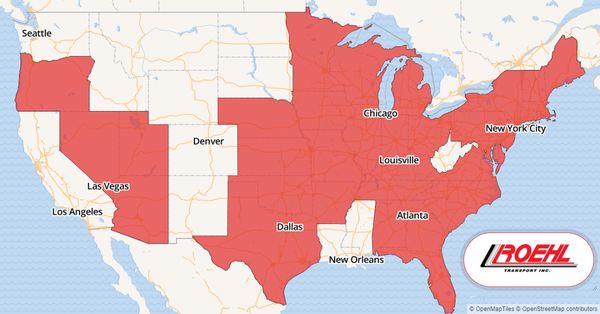 Seattle
Chicago
New York City
Denver
Louisville
Las Vegas
Los Angeles
Atlanta
Dallas
New Orleans
ROEHL
TRANSPORT INC.
© OpenMapTiles © OpenStreetMap contributors